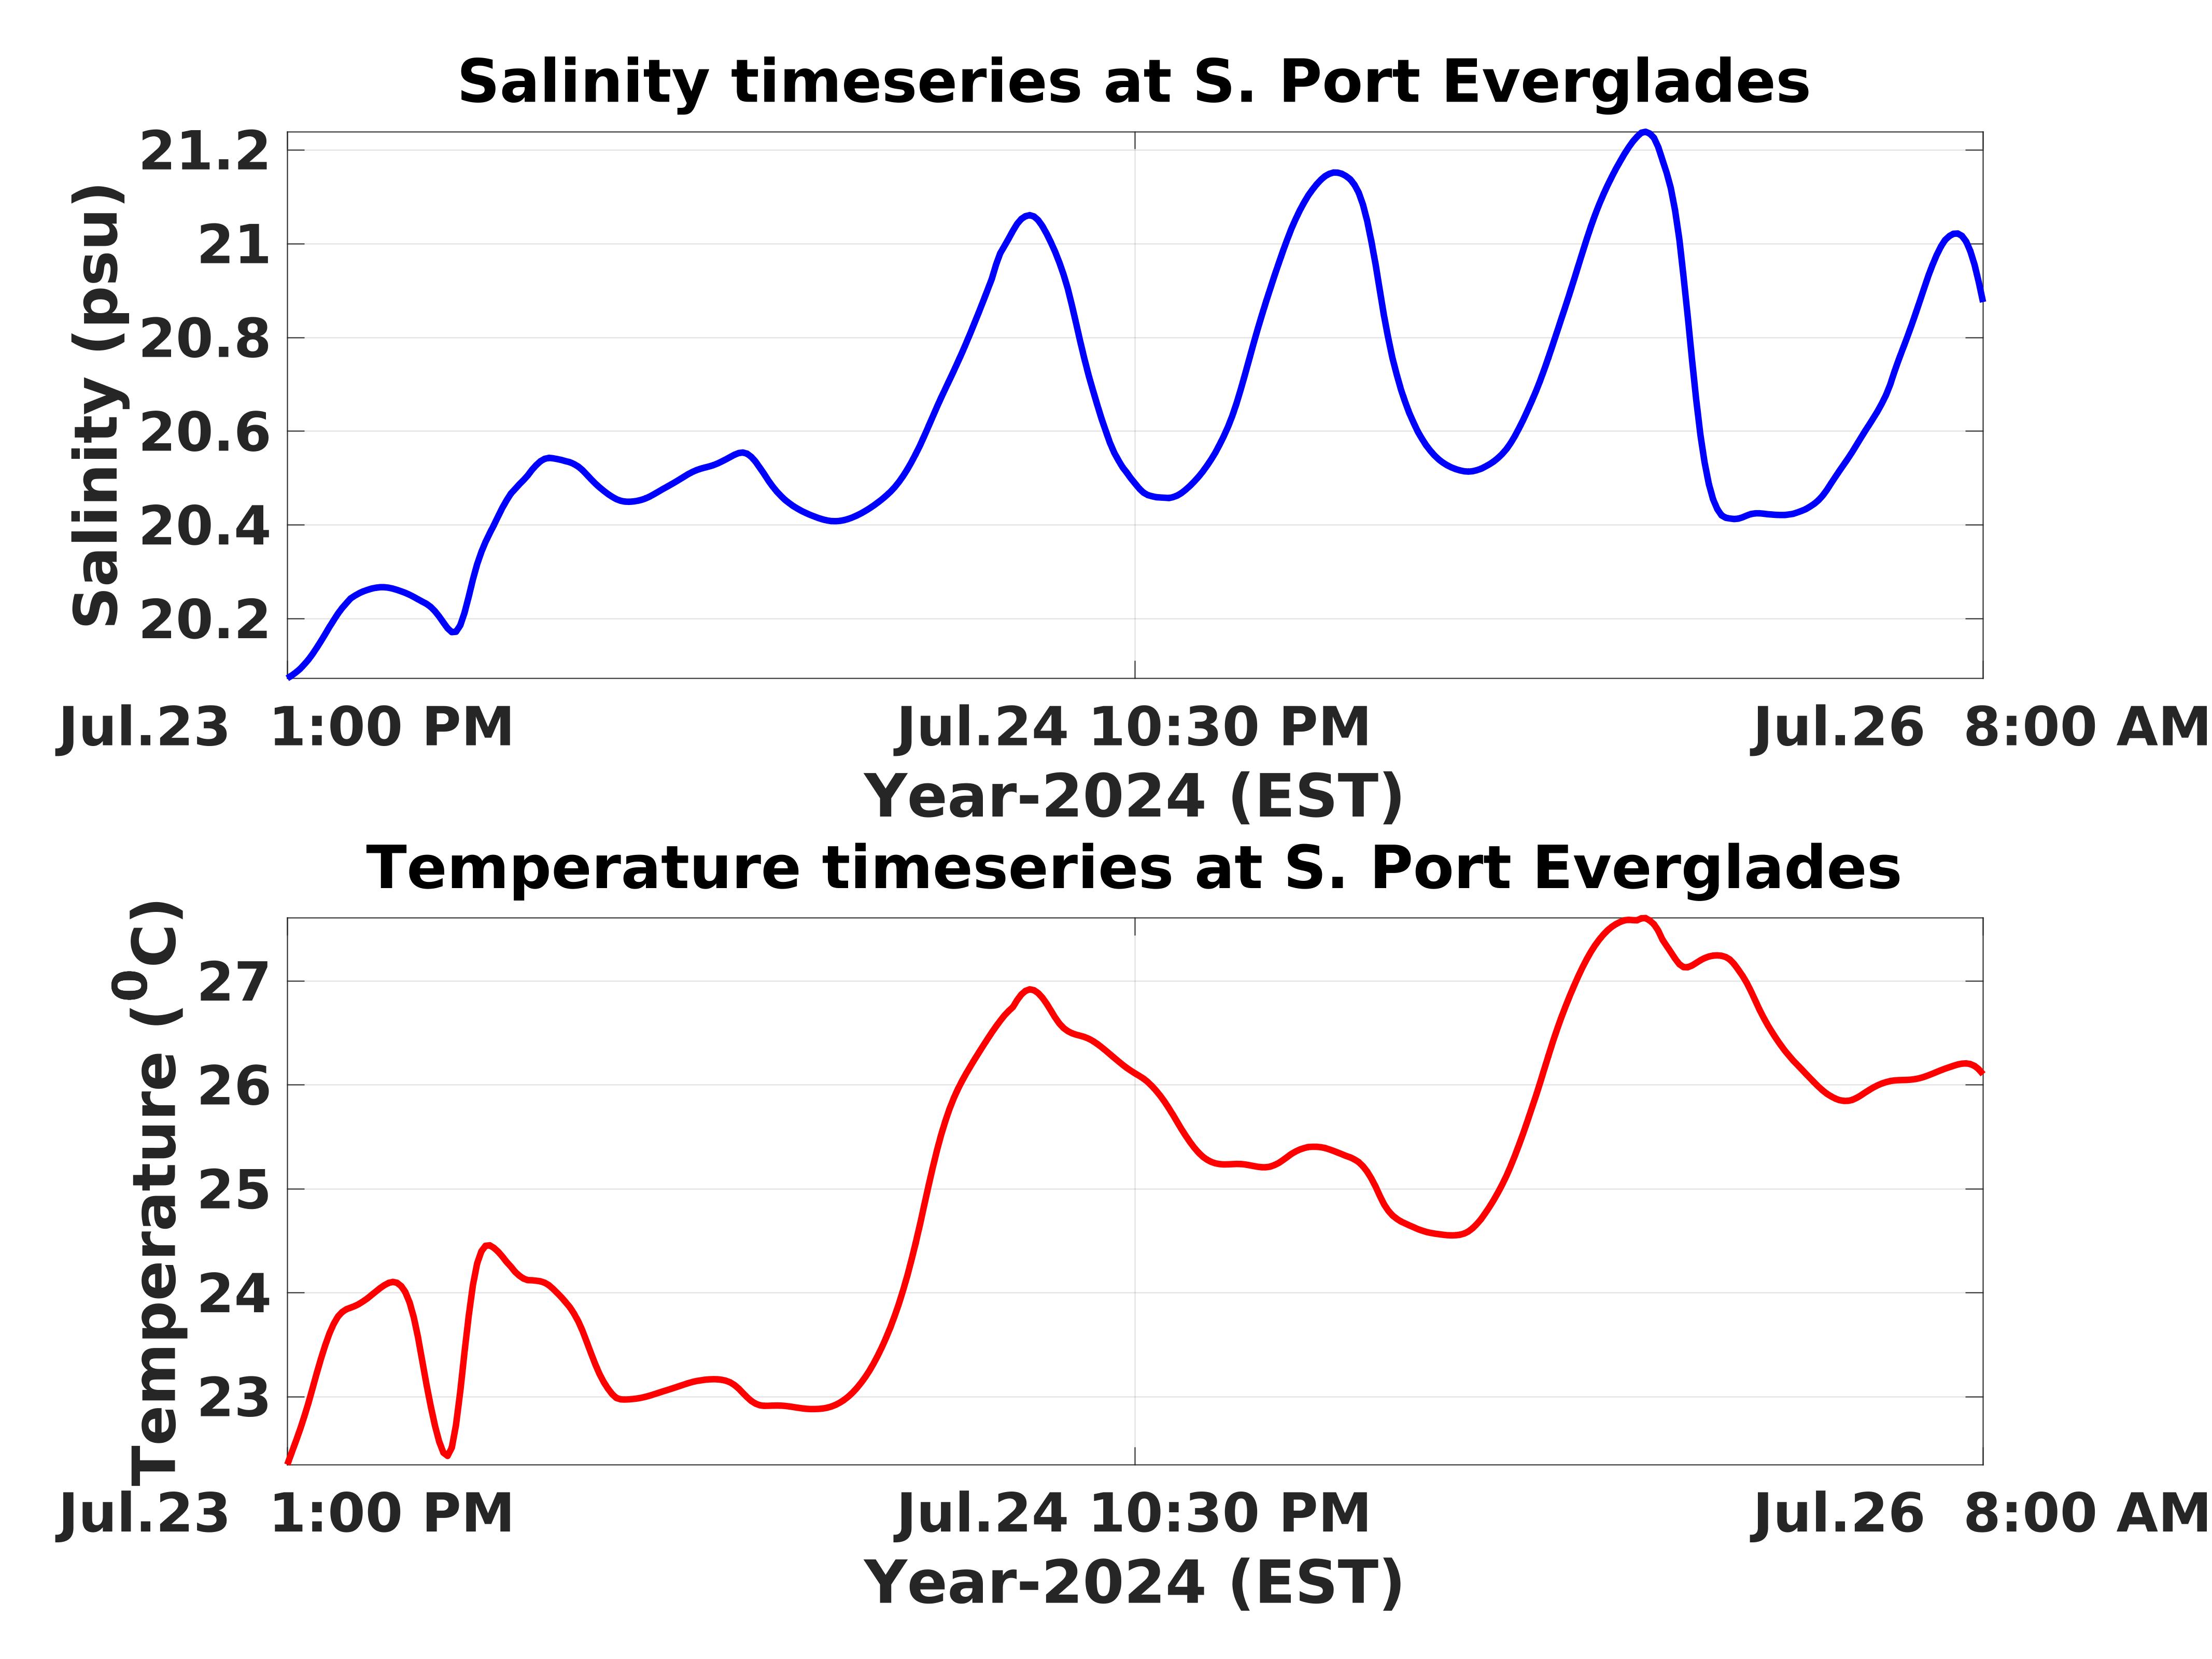 Salinity timeseries at S. Port Everglades
Salinity (psu)
21.2
21
20.8
20.6
20.4
20.2
Jul.23  1:00 PM
Jul.24 10:30 PM
Jul.26  8:00 AM
Year-2024 (EST)
Temperature timeseries at S. Port Everglades
Temperature (⁰C)
27
26
25
24
23
Jul.23  1:00 PM
Jul.24 10:30 PM
Jul.26  8:00 AM
Year-2024 (EST)